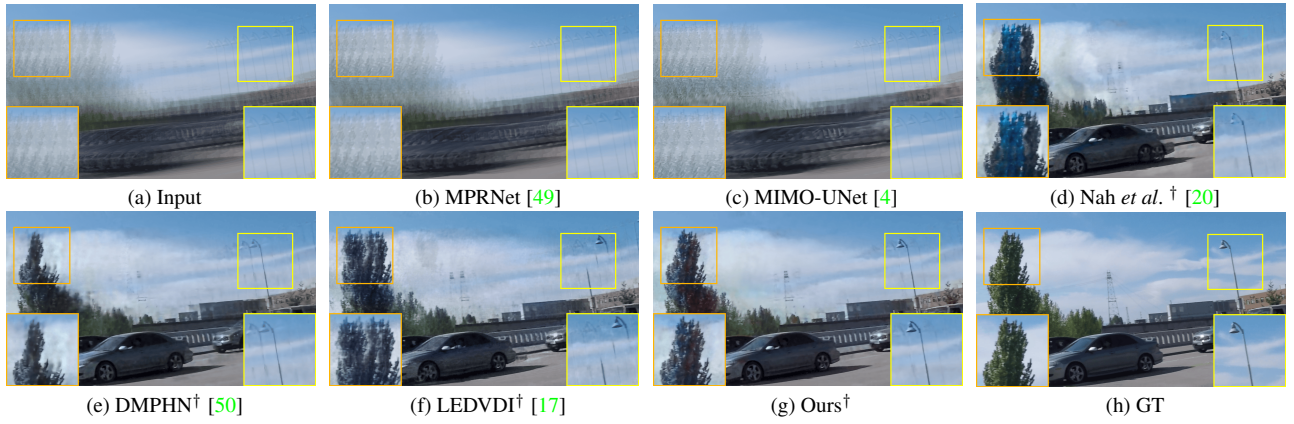 (a) Input
(b) MPRNet [49]
(c) MIMO-UNet [4]
(d) Nah et al. † [20]
(e) DMPHN† [50]
(f) LEDVDI† [17]
(g) Ours†
(h) GT